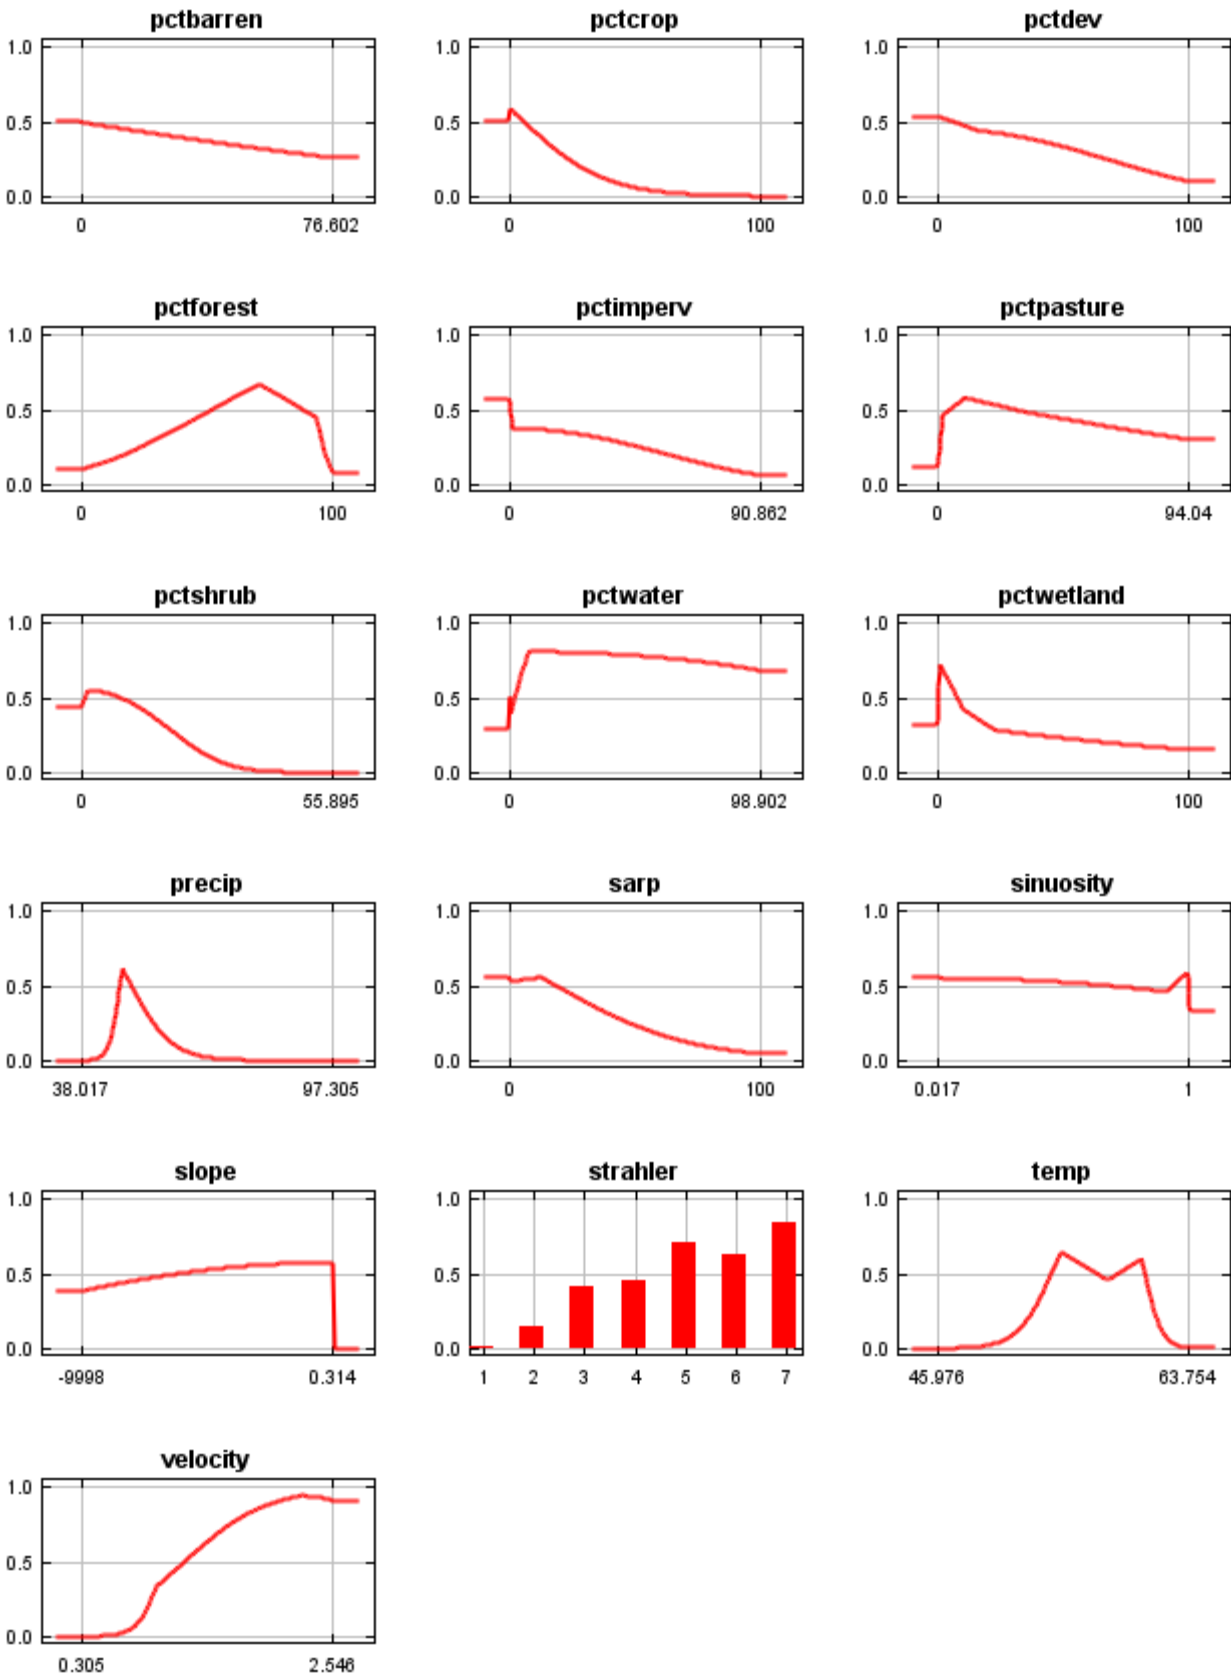 pctbarren pctcrop pctdev
1.0 1.0 1.0
0.5 0.5 0.5
0.0 0.0 0.0
0 76.602 0 100 0 100
pctforest pctimperv pctpasture
1.0 1.0 1.0
0.5 0.5 0.5
0.0 0.0 0.0
0 100 0 90.862 0 94.04
pctshrub pctwater pctwetland
1.0 1.0 1.0
0.5 0.5 0.5
0.0 0.0 0.0
0 55.895 0 98.902 0 100
precip sarp sinuosity
1.0 1.0 1.0
0.5 0.5 0.5
0.0 0.0 0.0
38.017 97.305 0 100 0.017 1
slope strahler temp
1.0 1.0 1.0
0.5 0.5 0.5
0.0 0.0 0.0
-9998 0.314 1 2 3 4 5 6 7 45.976 63.754
velocity
1.0
0.5
0.0
0.305 2.546